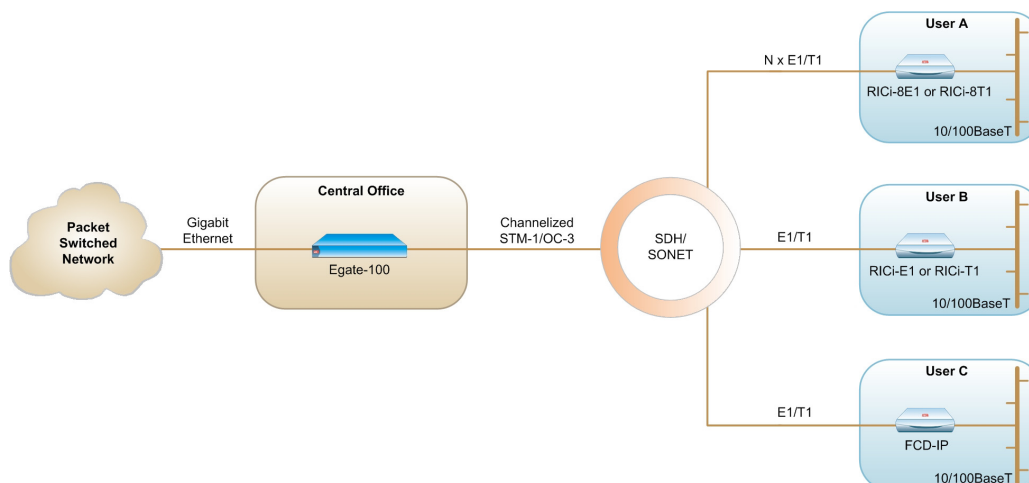 User A
N x E1/T1
RICi-8E1 or RICi-8T1
10/100BaseT
Central Office
Packet
Switched
Network
Gigabit
Ethernet
Egate-100
Channelized
STM-1/OC-3
SDH/
SONET
User B
E1/T1
RICi-E1 or RICi-T1
10/100BaseT
User C
E1/T1
FCD-IP
10/100BaseT